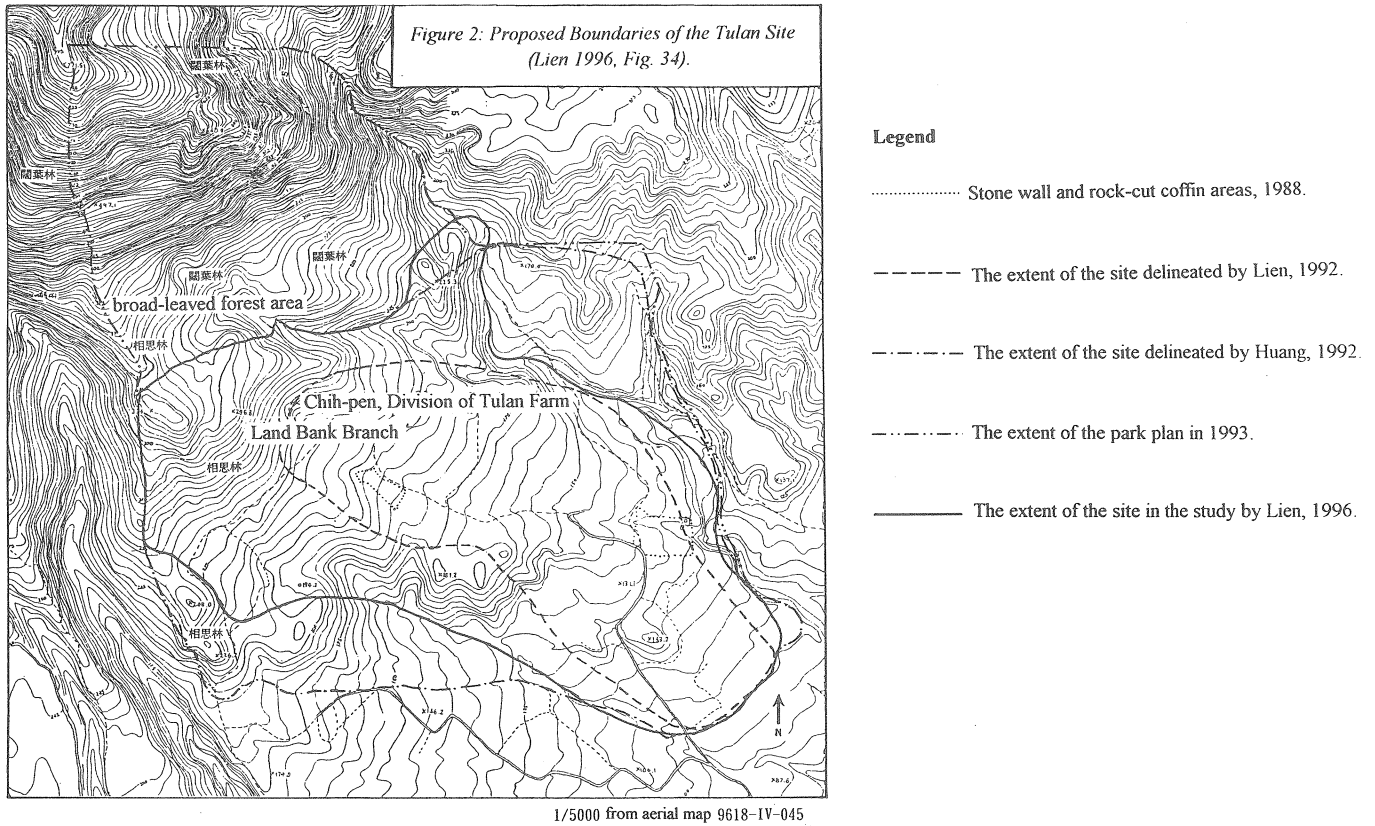 Figure 2: Proposed Boundaries of the Tulan Site
(Lien 1996, Fig. 34).
闊葉林
闊葉林
闊葉林
闊葉林
broad-leaved forest area
相思林
Chih-pen, Division of Tulan Farm
Land Bank Branch
相思林
相思林
N
1/5000 from aerial map 9618-IV-045
Legend
Stone wall and rock-cut coffin areas, 1988.
The extent of the site delineated by Lien, 1992.
The extent of the site delineated by Huang, 1992.
The extent of the park plan in 1993.
The extent of the site in the study by Lien, 1996.